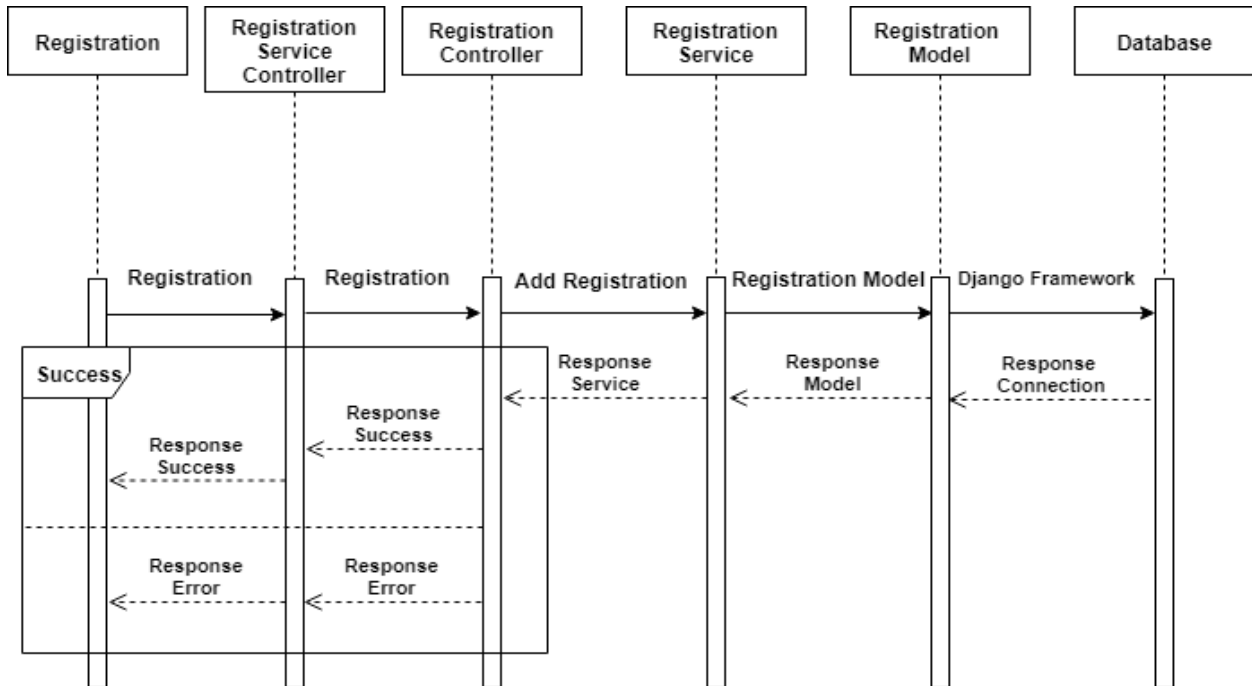 Registration
Registration
Service
Controller
Registration
Controller
Registration
Service
Registration
Model
Database
Registration
Registration
Add Registration
Registration Model
Django Framework
Success
Response
Service
Response
Model
Response
Connection
Response
Success
Response
Success
Response
Error
Response
Error